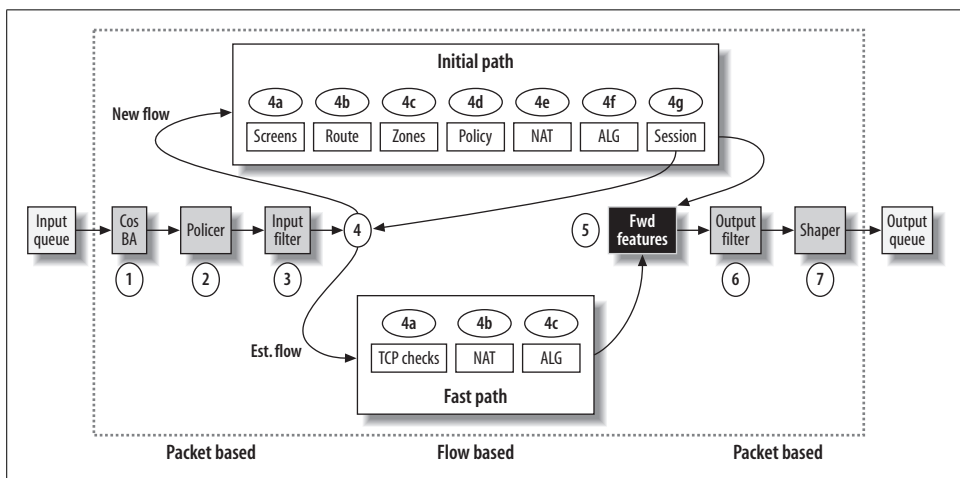 Initial path
4a 4b 4c 4d 4e 4f 4g
Screens Route Zones Policy NAT ALG Session
New flow
Input
queue
Cos
BA
Policer
Input
filter
4
5
Fwd
features
Output
filter
Shaper
Output
queue
1
2
3
6
7
Est. flow
4a 4b 4c
TCP checks NAT ALG
Fast path
Packet based Flow based Packet based